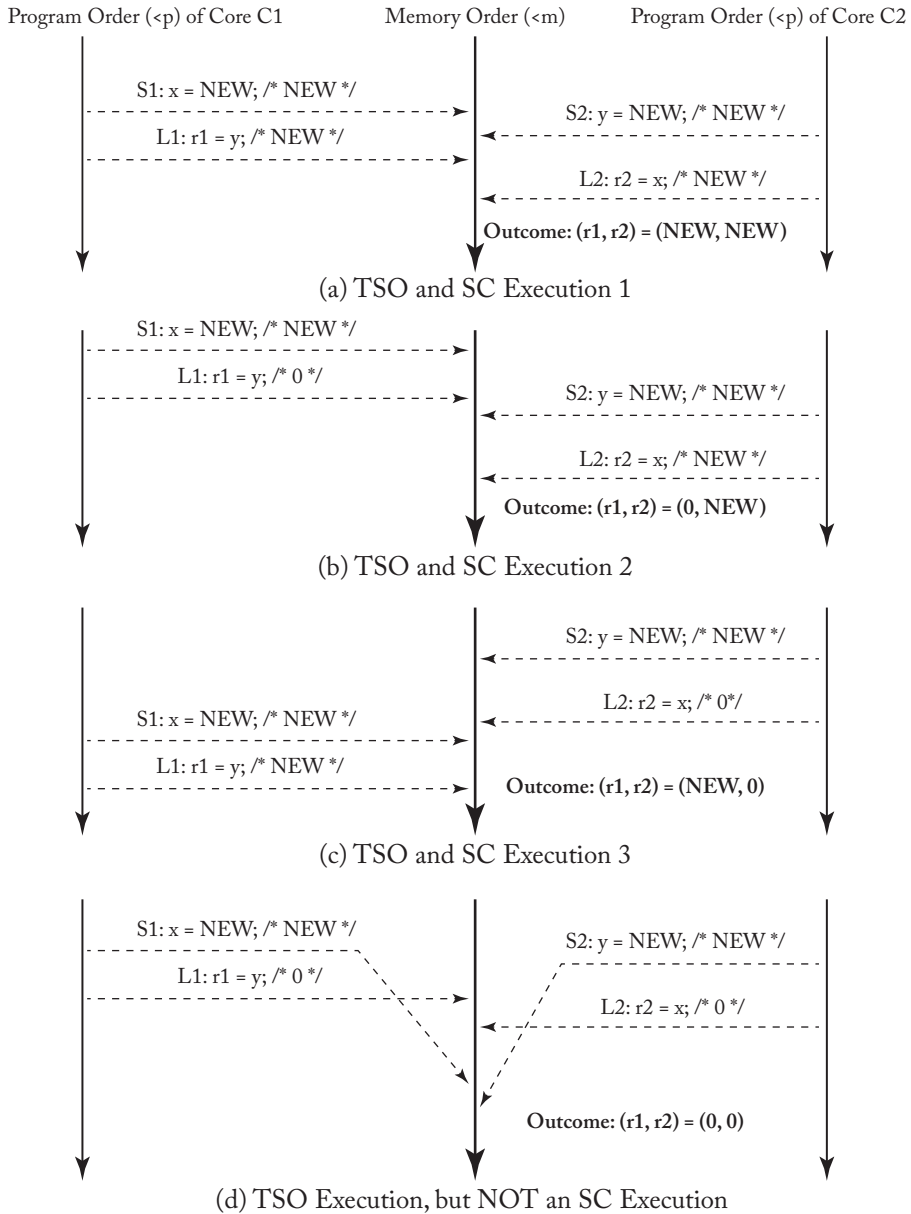 Program Order (<p) of Core C1 Memory Order (<m) Program Order (<p) of Core C2
S1: x = NEW; /* NEW */
S2: y = NEW; /* NEW */
L1: r1 = y; /* NEW */
L2: r2 = x; /* NEW */
Outcome: (r1, r2) = (NEW, NEW)
(a) TSO and SC Execution 1
S1: x = NEW; /* NEW */
L1: r1 = y; /* 0 */
S2: y = NEW; /* NEW */
L2: r2 = x; /* NEW */
Outcome: (r1, r2) = (0, NEW)
(b) TSO and SC Execution 2
S2: y = NEW; /* NEW */
L2: r2 = x; /* 0*/
S1: x = NEW; /* NEW */
L1: r1 = y; /* NEW */
Outcome: (r1, r2) = (NEW, 0)
(c) TSO and SC Execution 3
S1: x = NEW; /* NEW */
S2: y = NEW; /* NEW */
L1: r1 = y; /* 0 */
L2: r2 = x; /* 0 */
Outcome: (r1, r2) = (0, 0)
(d) TSO Execution, but NOT an SC Execution